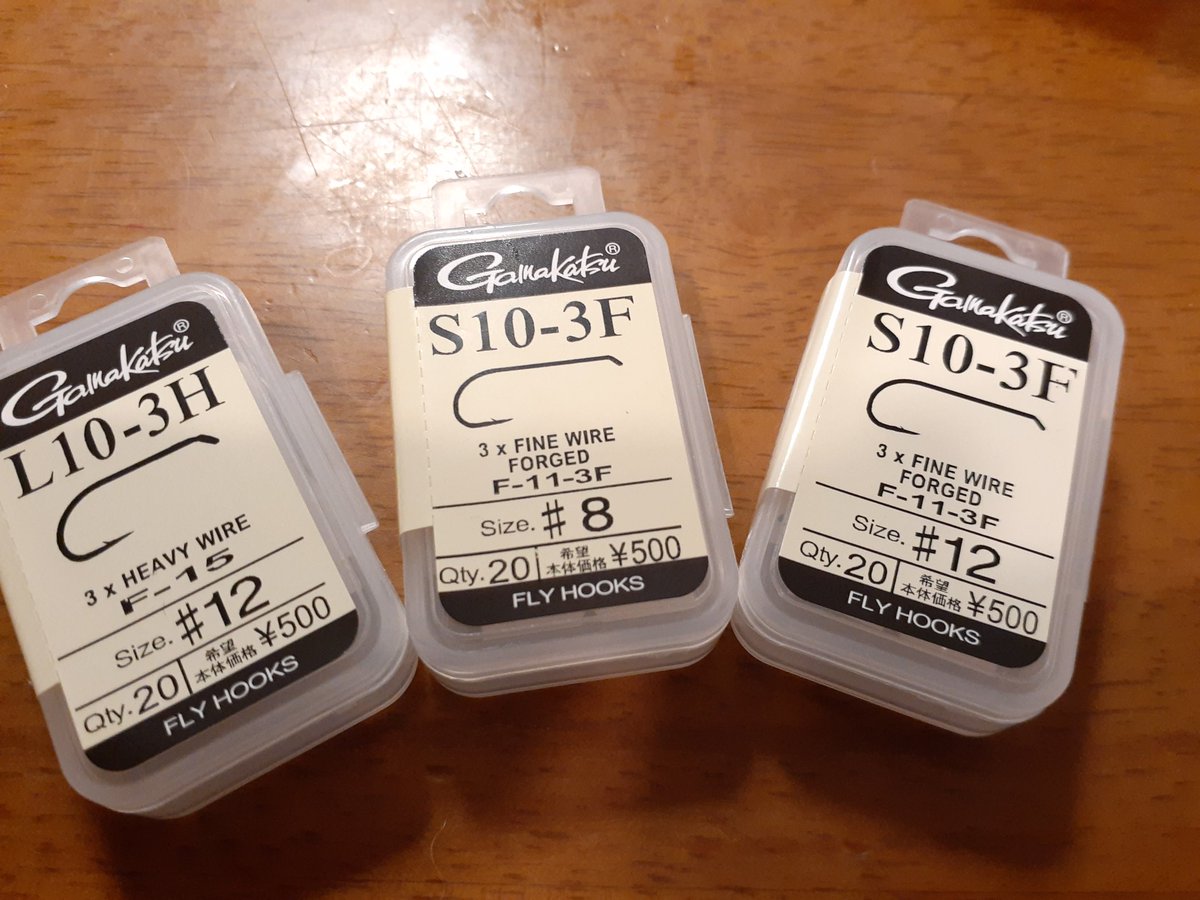 Gamakatsu®
L10-3H
3 x HEAVY WIRE
F-15
Size. #12
Qty. 20 希望本体価格 ¥500
FLY HOOKS
Gamakatsu®
S10-3F
3 x FINE WIRE
FORGED
F-11-3F
Size. #8
Qty. 20 希望本体価格 ¥500
FLY HOOKS
Gamakatsu®
S10-3F
3 x FINE WIRE
FORGED
F-11-3F
Size. #12
Qty. 20 希望本体価格 ¥500
FLY HOOKS